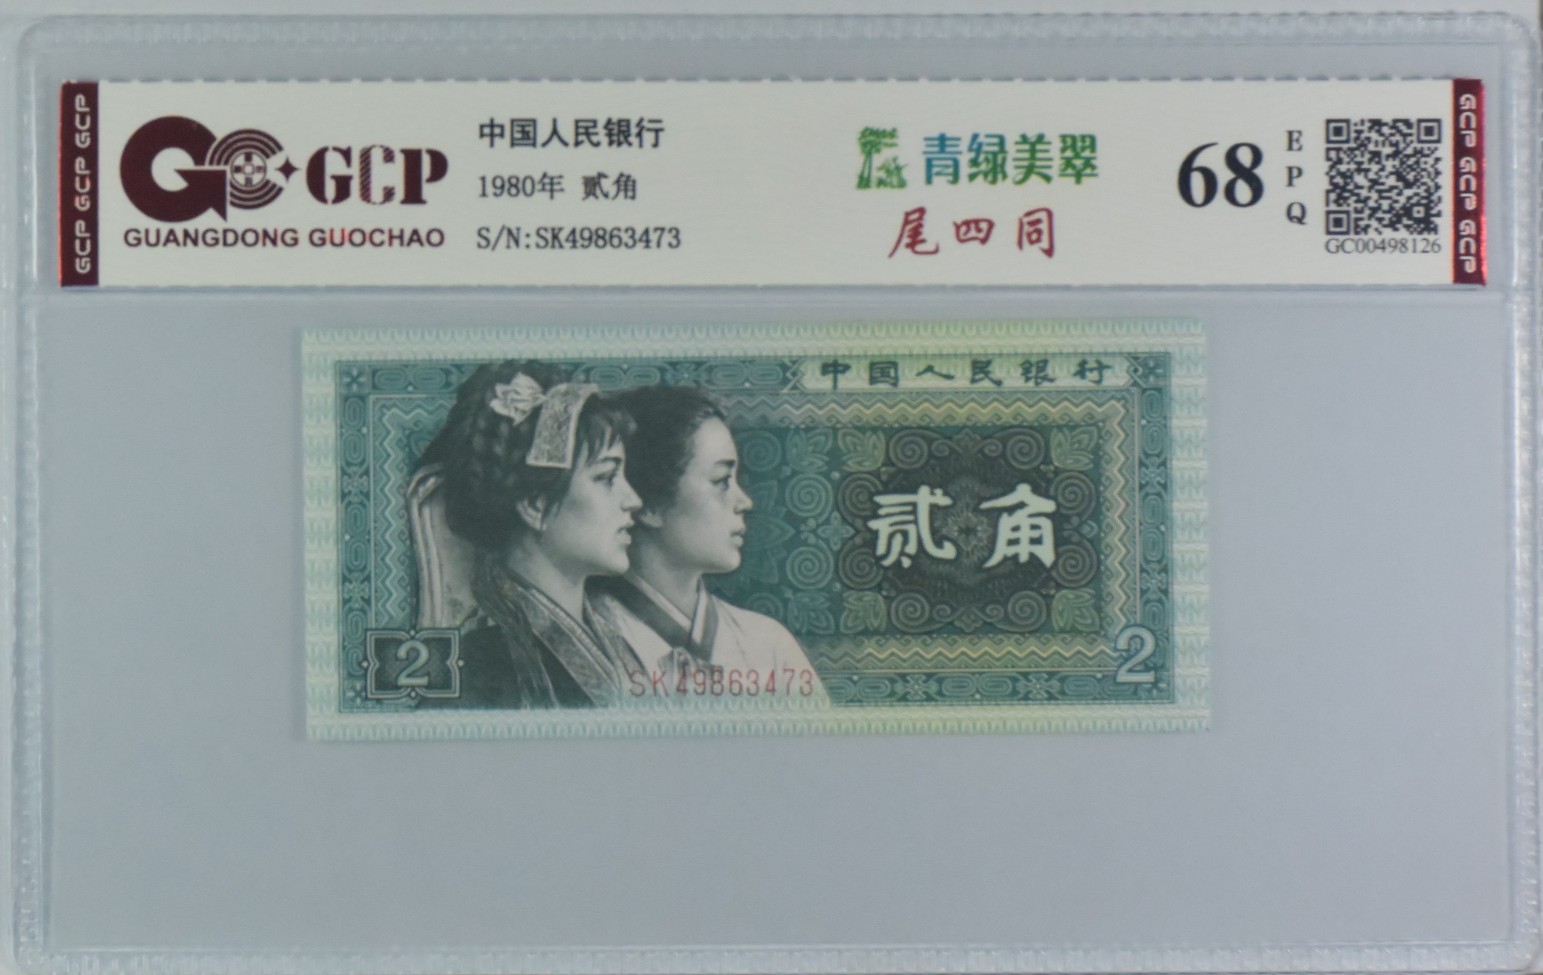 GCP GCP GCP
GCP
GUANGDONG GUOCHAO
中国人民银行
1980年 贰角
S/N:SK49863473
青绿美翠
尾四同
68
EPQ
GC00498126
GCP GCP GCP
中国人民银行
贰角
2
2
SK49863473